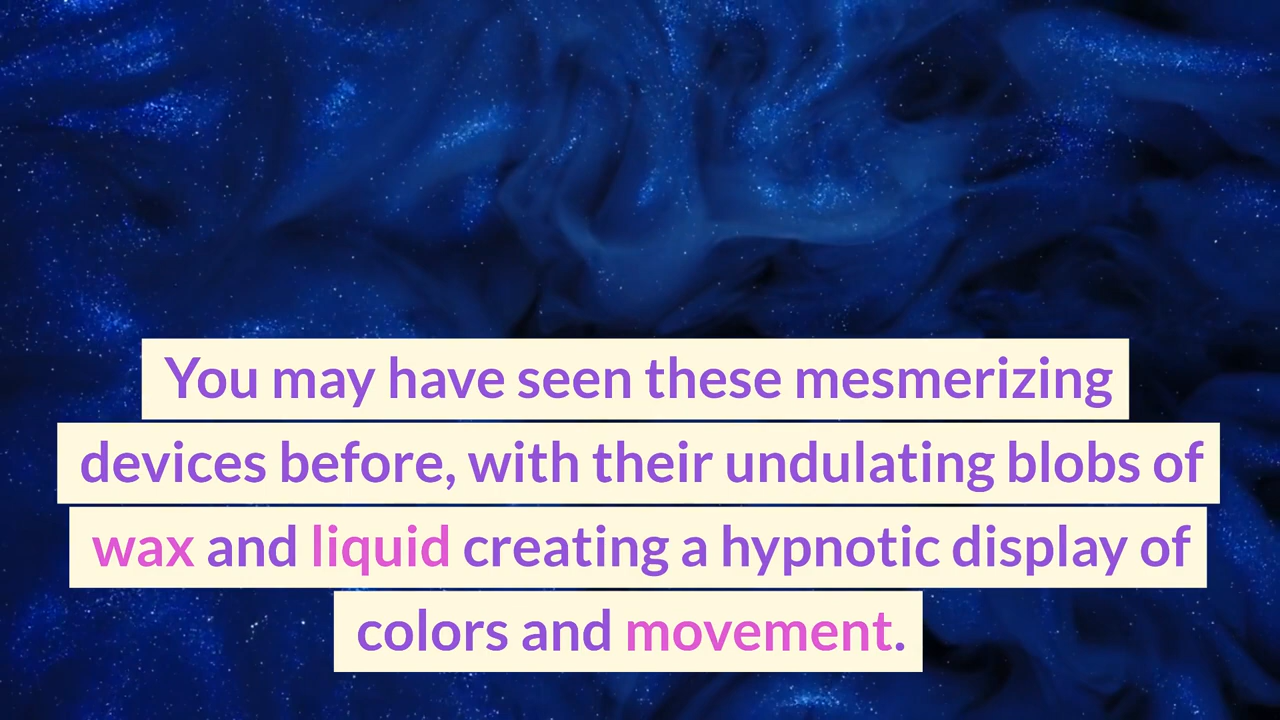 You may have seen these mesmerizing
devices before, with their undulating blobs of
wax and liquid creating a hypnotic display of
colors and movement.